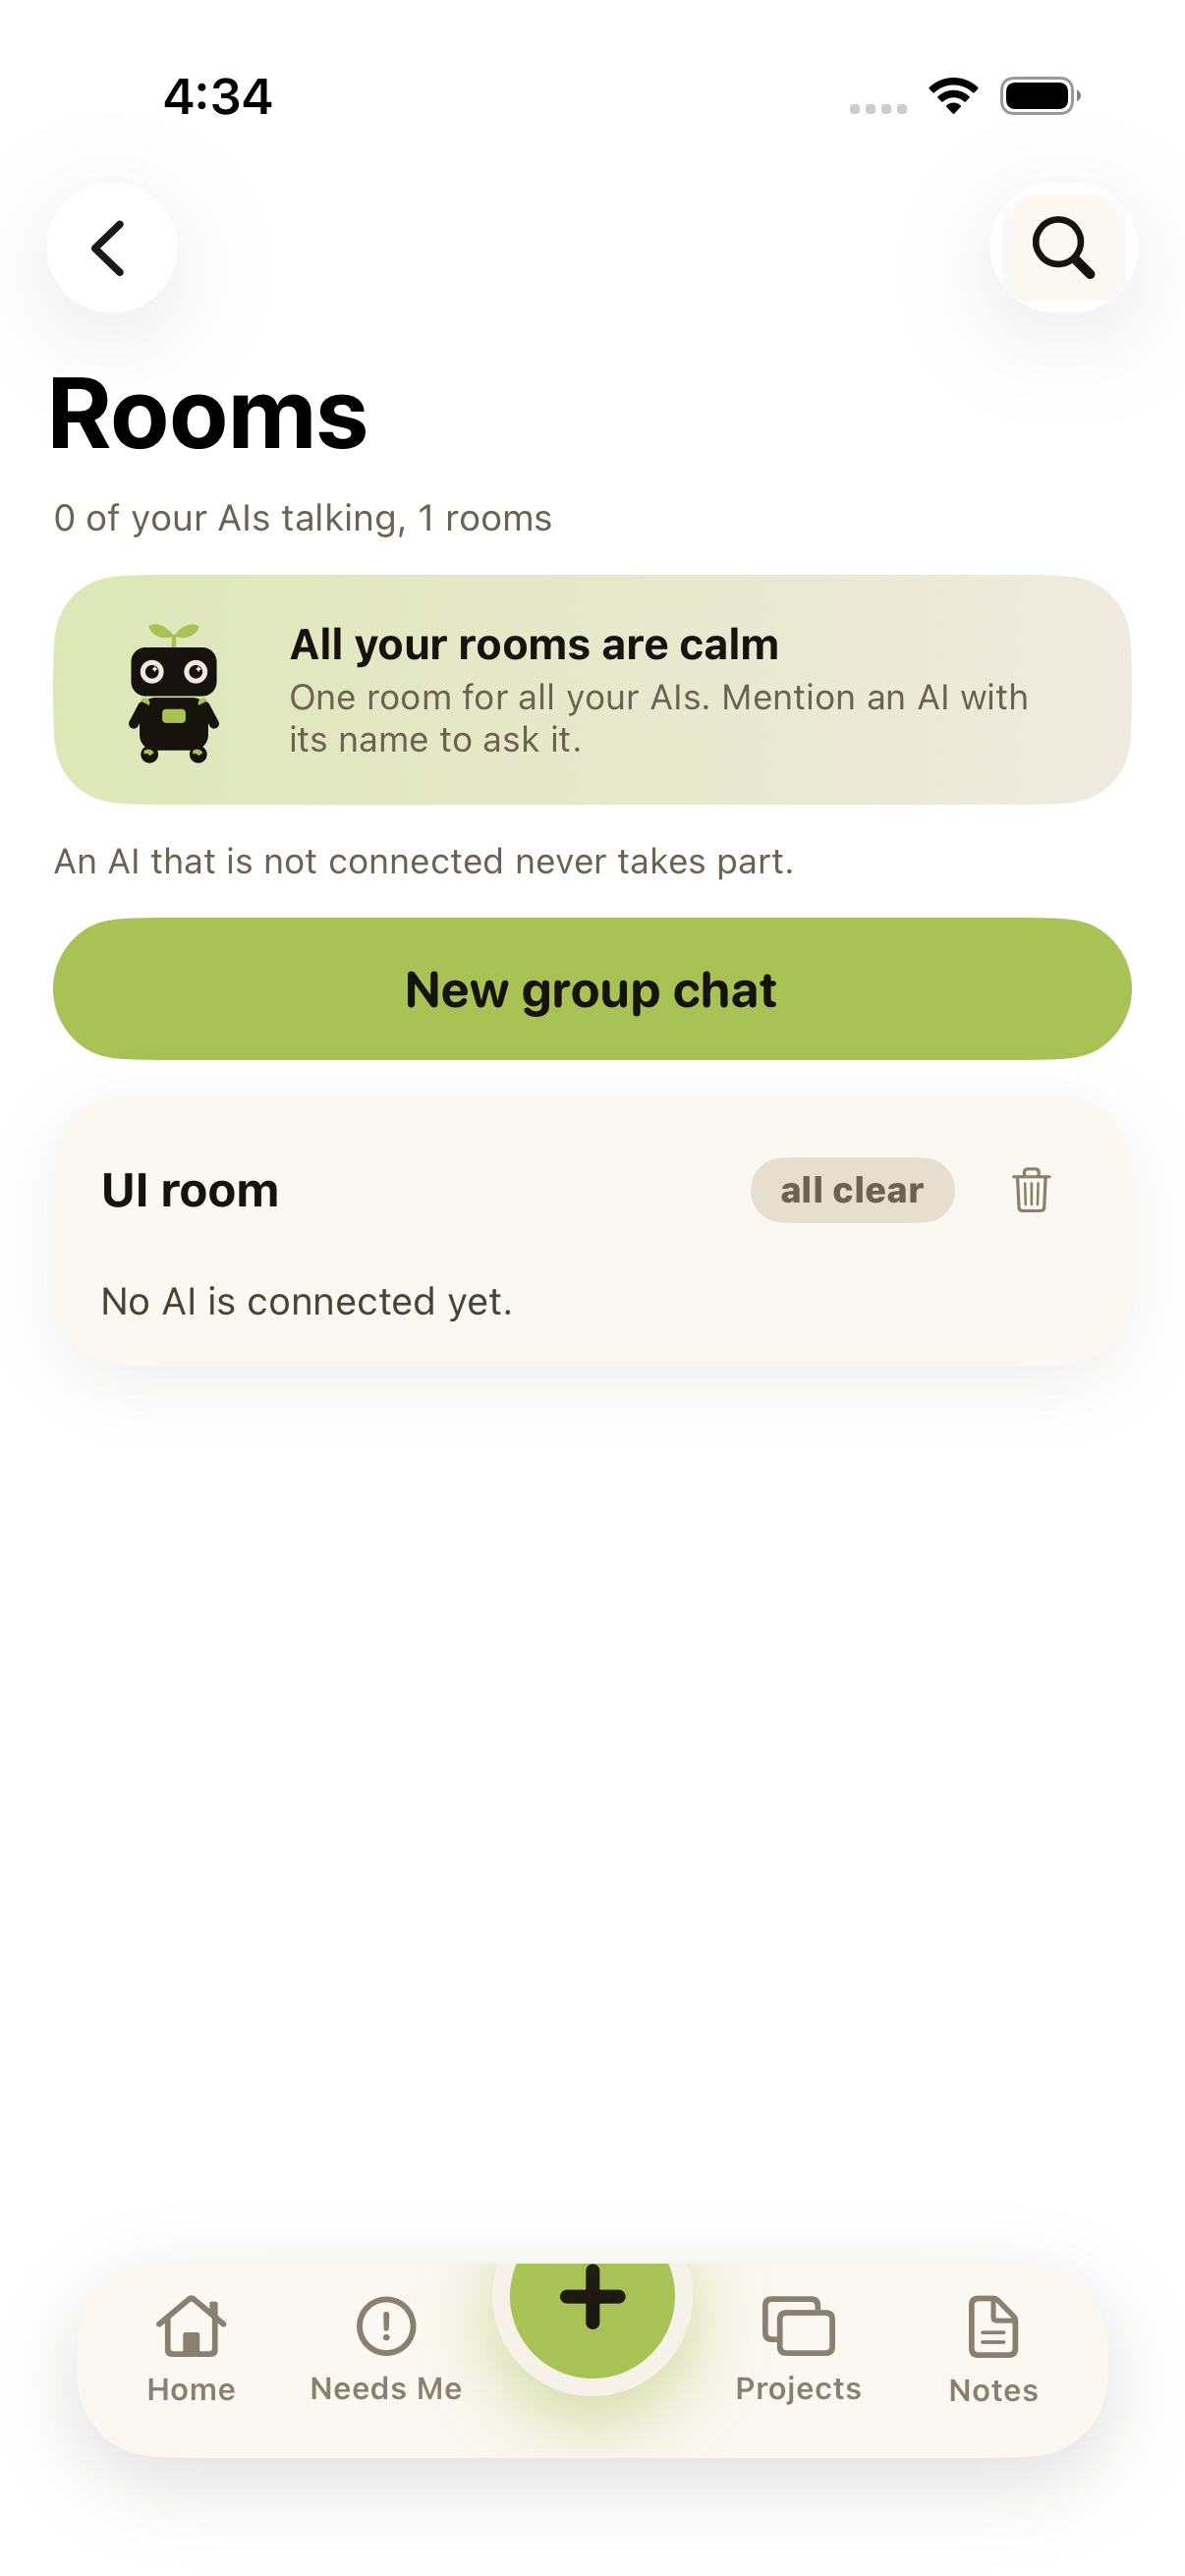 4:34
Rooms
0 of your AIs talking, 1 rooms
All your rooms are calm
One room for all your AIs. Mention an AI with
its name to ask it.
An AI that is not connected never takes part.
New group chat
UI room
all clear
No AI is connected yet.
Home
Needs Me
Projects
Notes